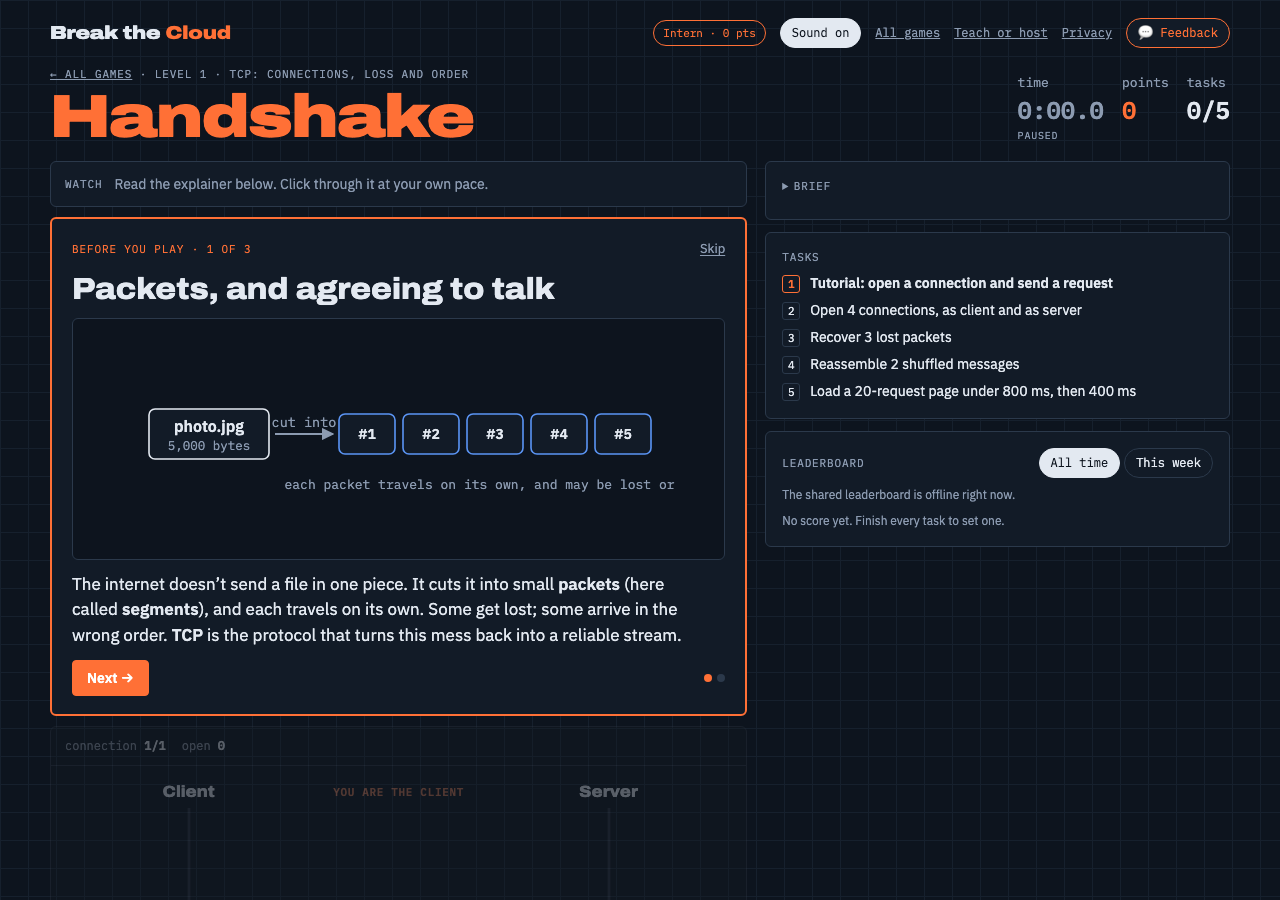 Break the Cloud
Intern · 0 pts
Sound on
All games
Teach or host
Privacy
💬 Feedback
← ALL GAMES · LEVEL 1 · TCP: CONNECTIONS, LOSS AND ORDER
Handshake
time
0:00.0
PAUSED
points
0
tasks
0/5
WATCH Read the explainer below. Click through it at your own pace.
BEFORE YOU PLAY · 1 OF 3
Skip
Packets, and agreeing to talk
photo.jpg
5,000 bytes
cut into
#1
#2
#3
#4
#5
each packet travels on its own, and may be lost or
The internet doesn’t send a file in one piece. It cuts it into small packets (here
called segments), and each travels on its own. Some get lost; some arrive in the
wrong order. TCP is the protocol that turns this mess back into a reliable stream.
Next →
connection 1/1 open 0
Client
YOU ARE THE CLIENT
Server
▶ BRIEF
TASKS
1 Tutorial: open a connection and send a request
2 Open 4 connections, as client and as server
3 Recover 3 lost packets
4 Reassemble 2 shuffled messages
5 Load a 20-request page under 800 ms, then 400 ms
LEADERBOARD
All time
This week
The shared leaderboard is offline right now.
No score yet. Finish every task to set one.